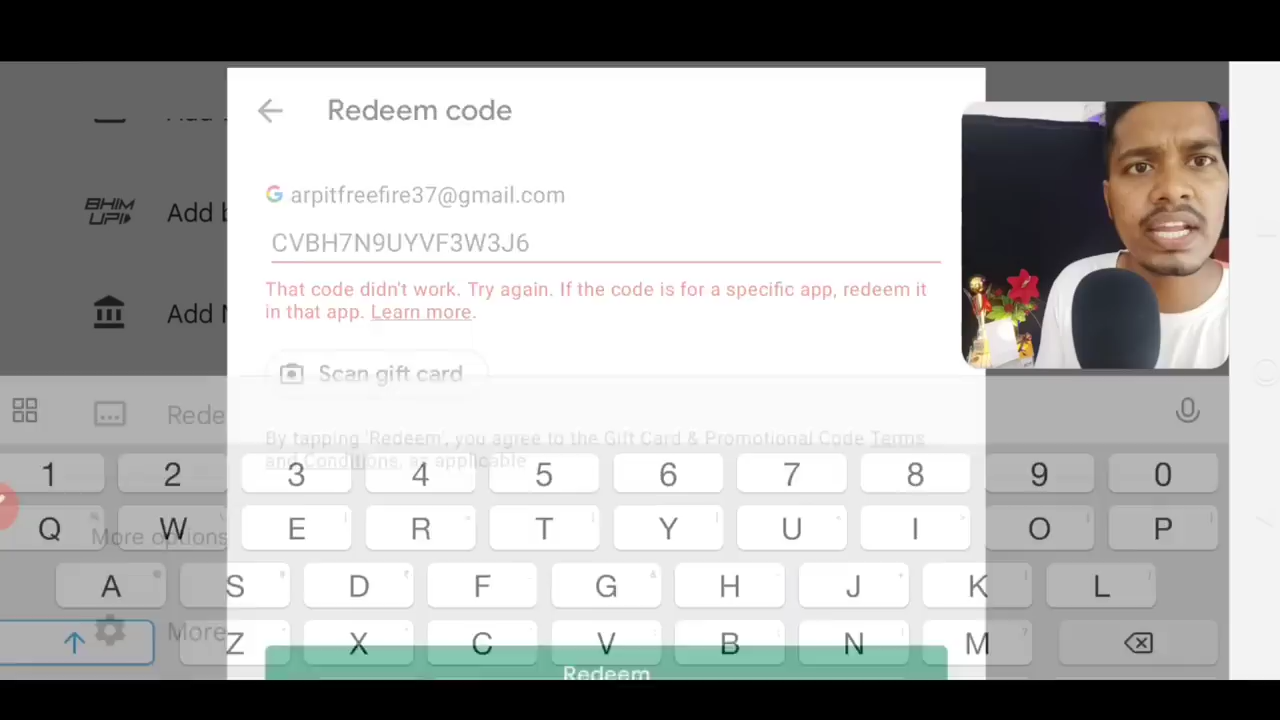 Redeem code
arpitfreefire37@gmail.com
CVBH7N9UYVF3W3J6
That code didn't work. Try again. If the code is for a specific app, redeem it
in that app. Learn more.
BHIM
UPI
Add b
Add N
Scan gift card
Rede
By tapping 'Redeem', you agree to the Gift Card & Promotional Code Terms
and Conditions, as applicable
1 2 3 4 5 6 7 8 9 0
Q W E R T Y U I O P
More options
A S D F G H J K L
More
Z X C V B N M
Redeem